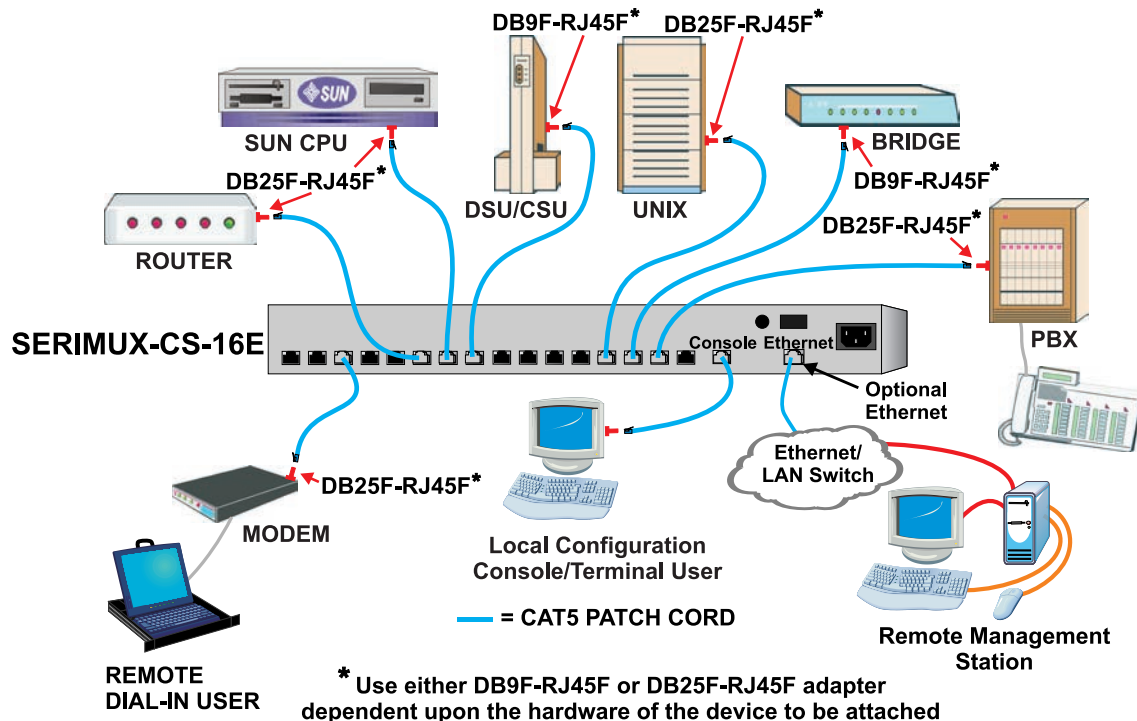 DB9F-RJ45F*
DB25F-RJ45F*
SUN
SUN CPU
BRIDGE
DB25F-RJ45F*
DSU/CSU
UNIX
DB9F-RJ45F*
DB25F-RJ45F*
ROUTER
PBX
SERIMUX-CS-16E
Console Ethernet
Optional
Ethernet
Ethernet/
LAN Switch
DB25F-RJ45F*
MODEM
Local Configuration
Console/Terminal User
= CAT5 PATCH CORD
Remote Management
Station
REMOTE
DIAL-IN USER
* Use either DB9F-RJ45F or DB25F-RJ45F adapter
dependent upon the hardware of the device to be attached